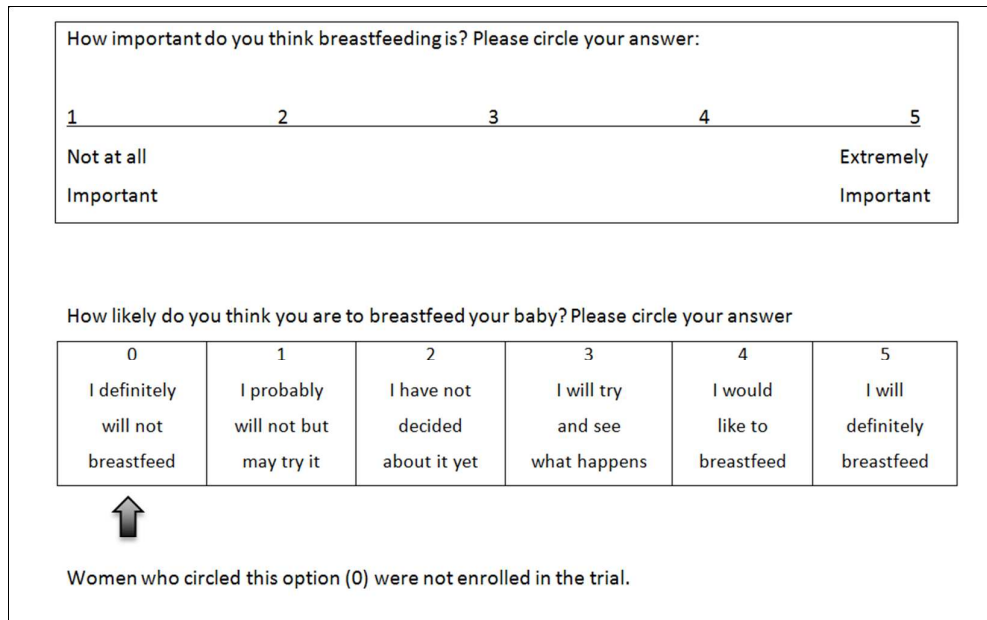 How important do you think breastfeeding is? Please circle your answer:
1 2 3 4 5
Not at all Extremely
Important Important
How likely do you think you are to breastfeed your baby? Please circle your answer
0 1 2 3 4 5
I definitely I probably I have not I will try I would I will
will not will not but decided and see like to definitely
breastfeed may try it about it yet what happens breastfeed breastfeed
Women who circled this option (0) were not enrolled in the trial.